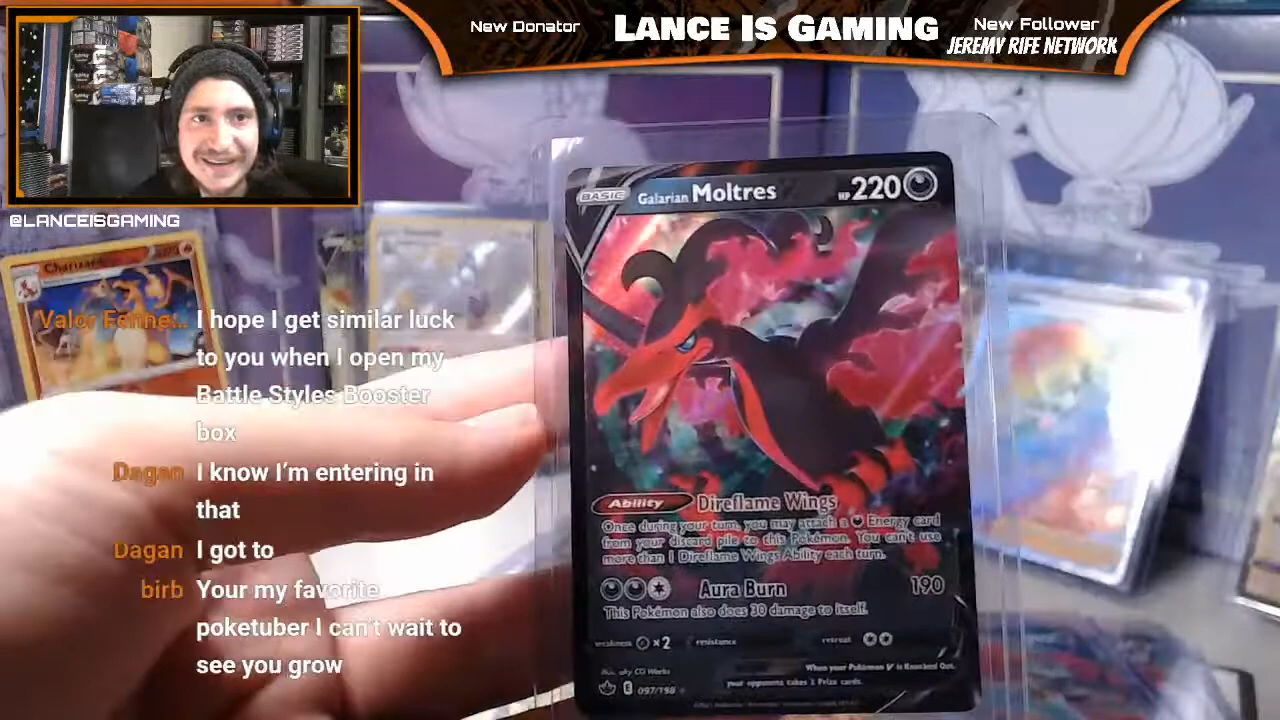 New Donator
LANCE IS GAMING
New Follower
JEREMY RIFE NETWORK
@LANCEISGAMING
Charizard
Valor
I hope I get similar luck
to you when I open my
Battle Styles Booster
box
Dagan I know I'm entering in
that
Dagan I got to
birb Your my favorite
poketuber I can't wait to
see you grow
BASIC Galarian Moltres HP 220
Ability Direflame Wings
Once during your turn, you may attach a Energy card
from your discard pile to this Pokémon. You can't use
more than 1 Direflame Wings Ability each turn.
Aura Burn 190
This Pokémon also does 30 damage to itself.
weakness x2 resistance retreat
When your Pokémon V is Knocked Out,
your opponent takes 2 Prize cards.
E 097/198